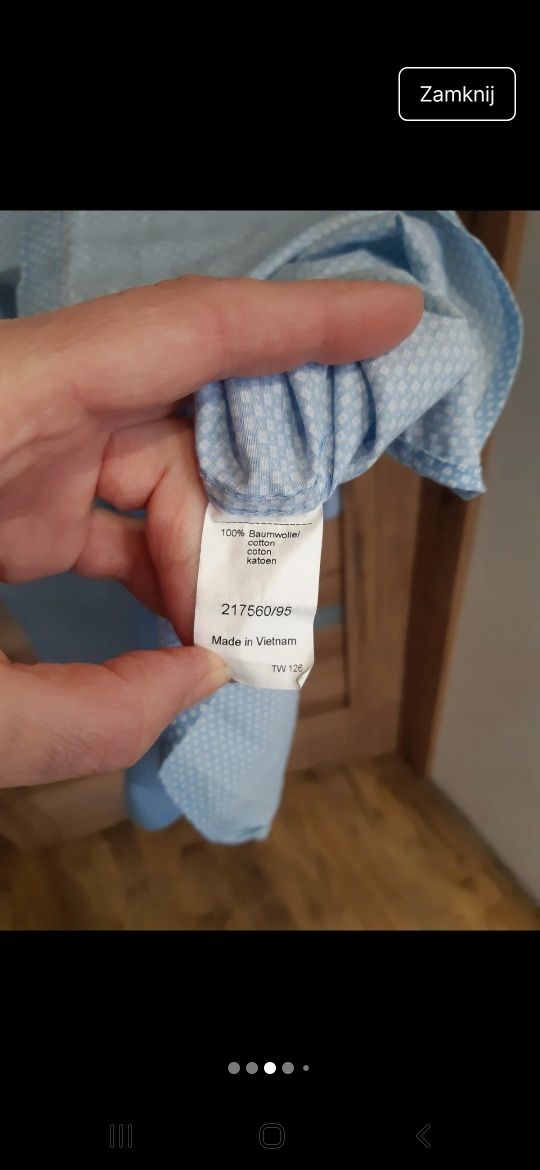 Zamknij
100% Baumwolle/
cotton
coton
katoen
217560/95
Made in Vietnam
TW 126